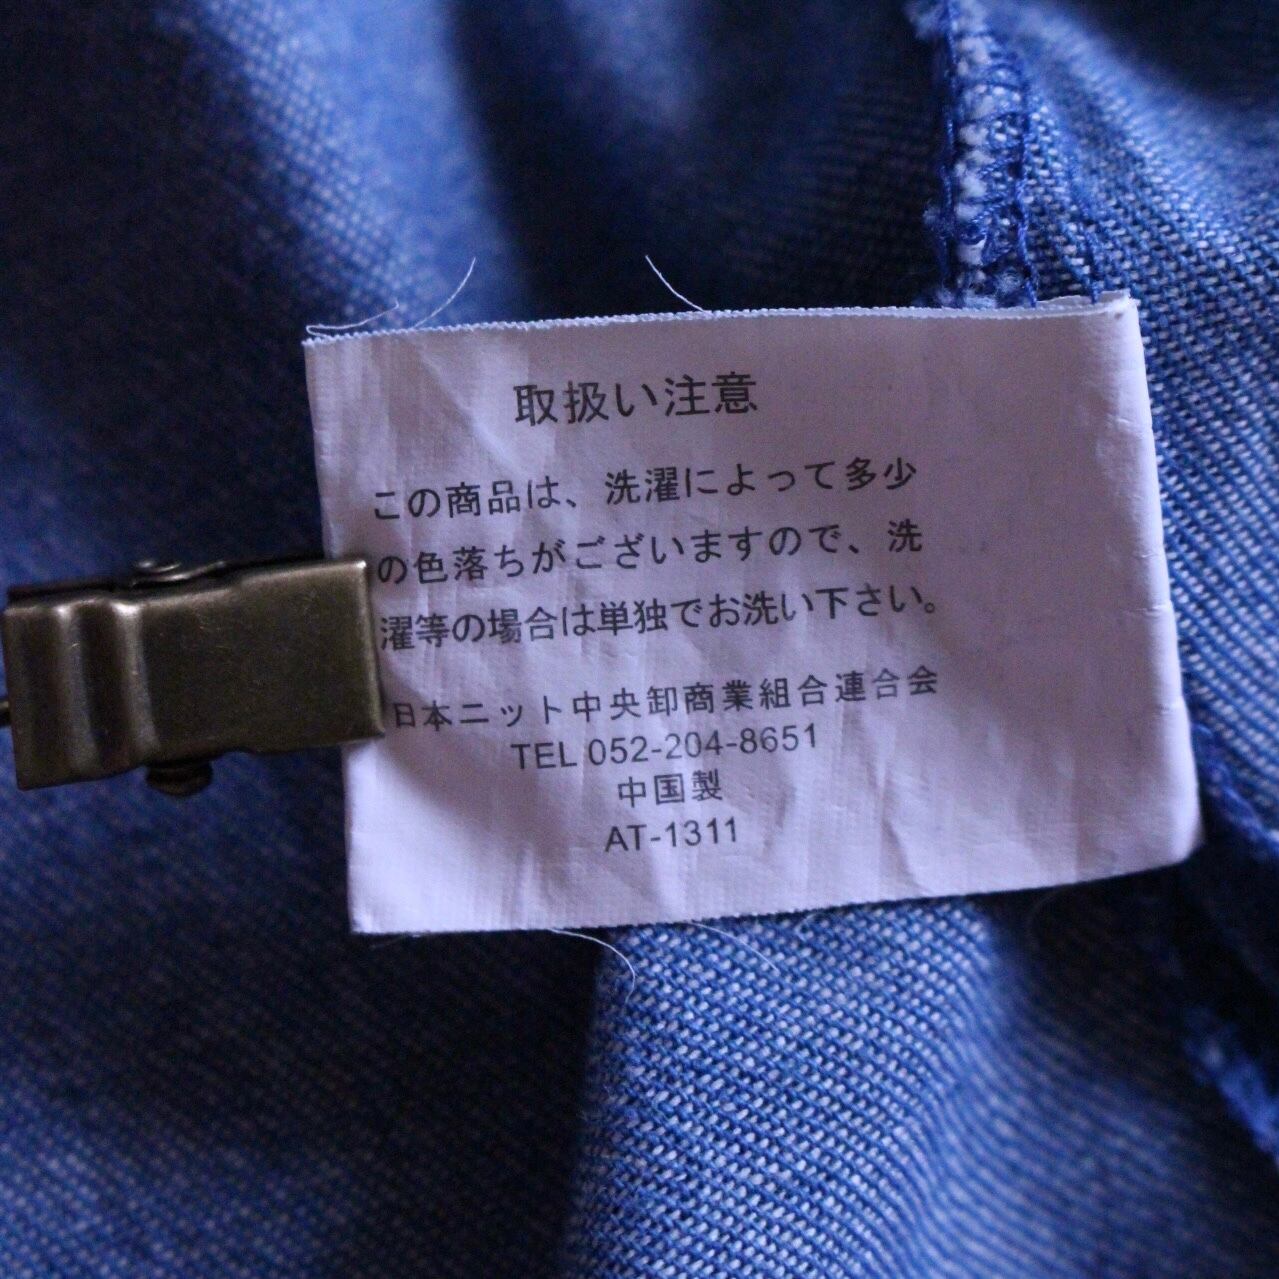 取扱い注意
この商品は、洗濯によって多少
の色落ちがございますので、洗
濯等の場合は単独でお洗い下さい。
日本ニット中央卸商業組合連合会
TEL 052-204-8651
中国製
AT-1311